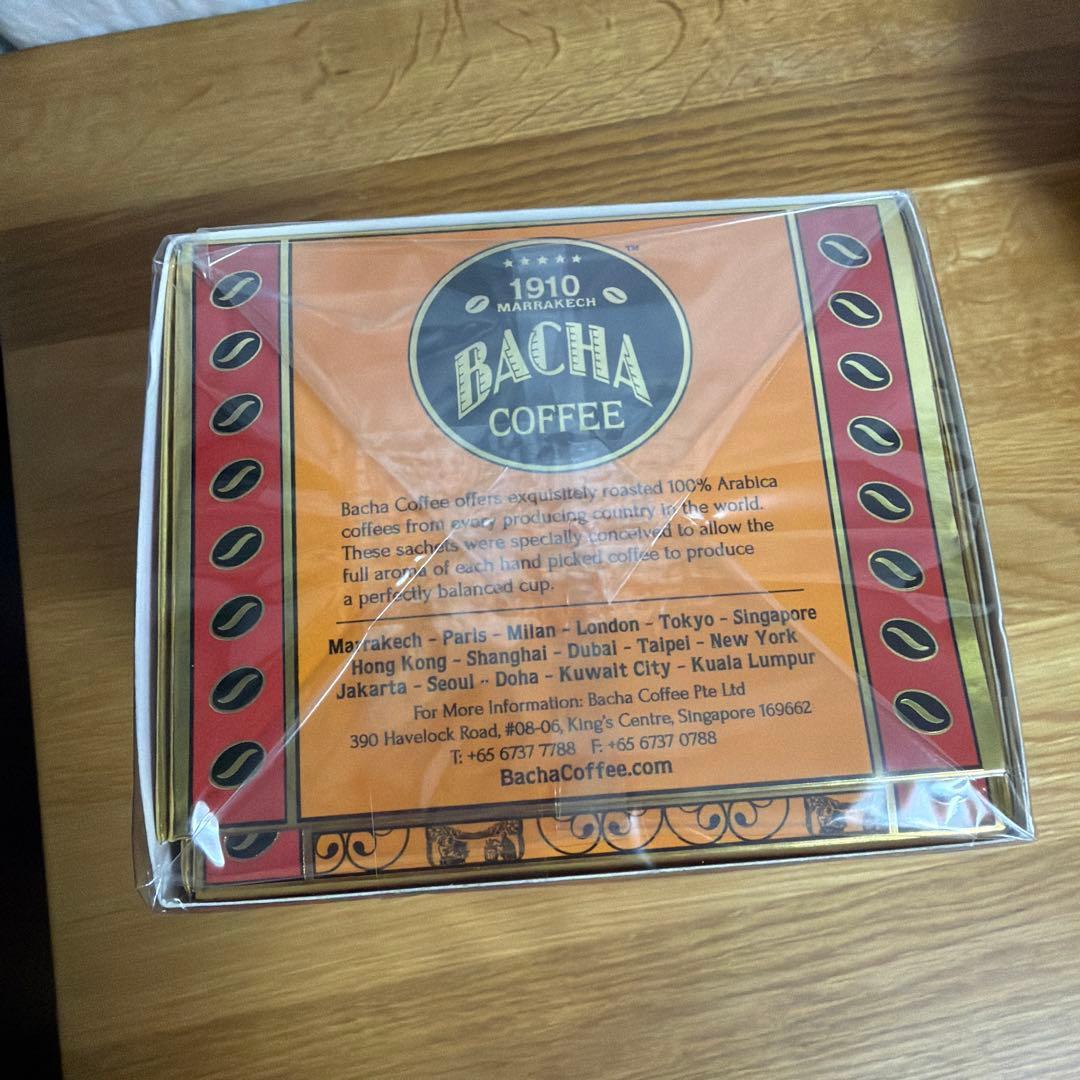 ™
1910
MARRAKECH
BACHA
COFFEE
Bacha Coffee offers exquisitely roasted 100% Arabica
coffees from every producing country in the world.
These sachets were specially conceived to allow the
full aroma of each hand picked coffee to produce
a perfectly balanced cup.
Marrakech - Paris - Milan - London - Tokyo - Singapore
Hong Kong - Shanghai - Dubai - Taipei - New York
Jakarta - Seoul - Doha - Kuwait City - Kuala Lumpur
For More Information: Bacha Coffee Pte Ltd
390 Havelock Road, #08-06, King's Centre, Singapore 169662
T: +65 6737 7788 F: +65 6737 0788
BachaCoffee.com